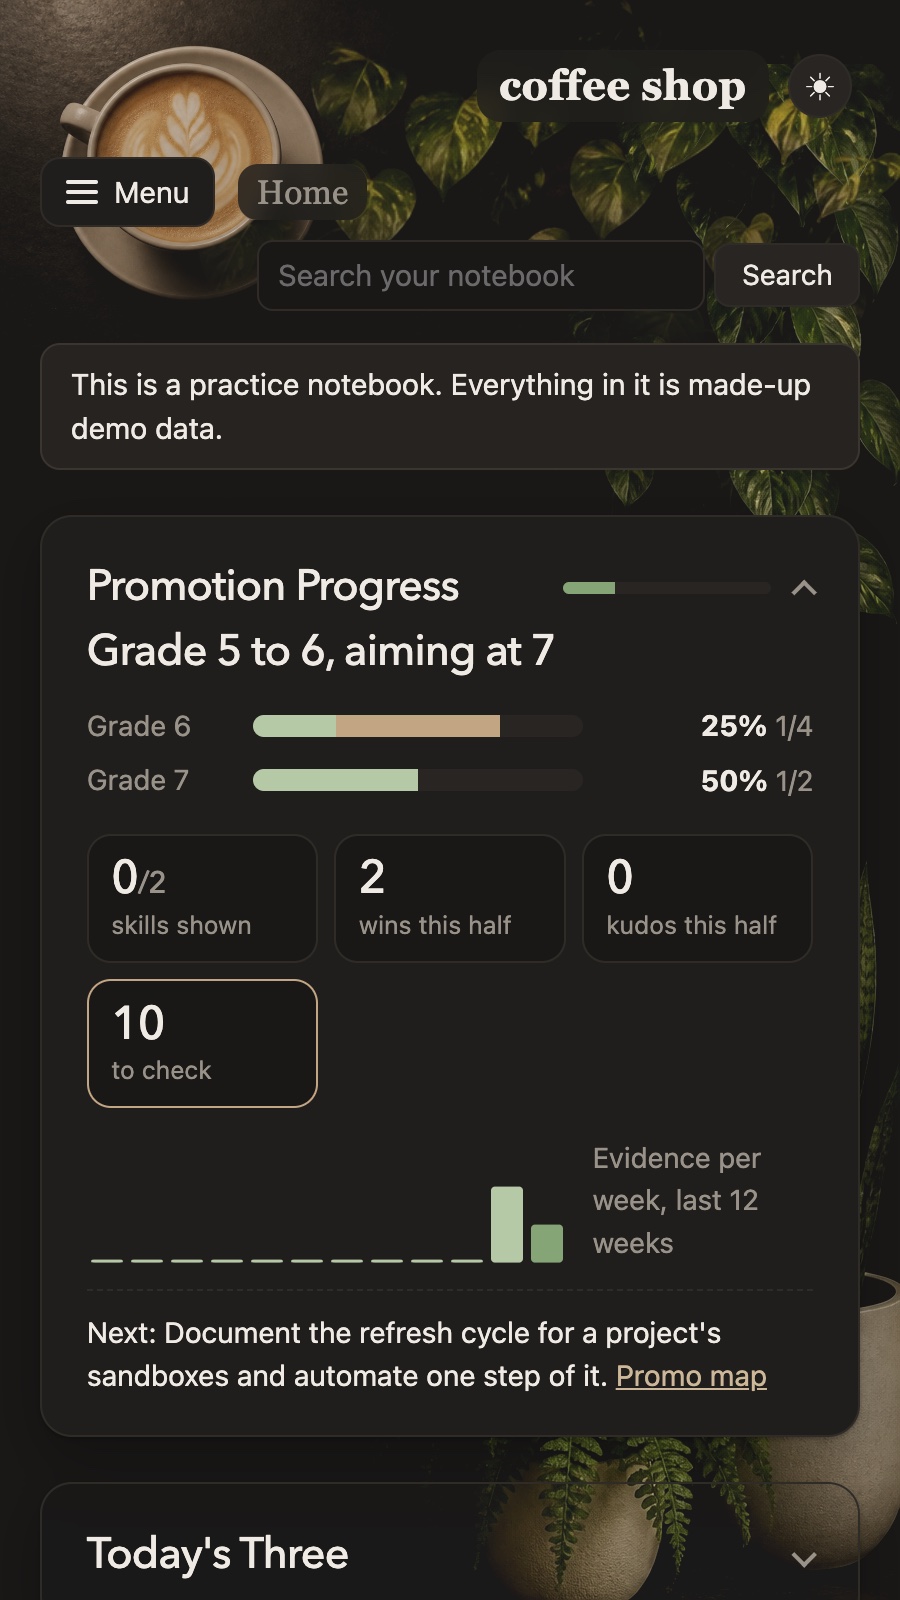 coffee shop
Menu
Home
Search your notebook
Search
This is a practice notebook. Everything in it is made-up
demo data.
Promotion Progress
Grade 5 to 6, aiming at 7
Grade 6 25% 1/4
Grade 7 50% 1/2
0/2
skills shown
2
wins this half
0
kudos this half
10
to check
Evidence per
week, last 12
weeks
Next: Document the refresh cycle for a project's
sandboxes and automate one step of it. Promo map
Today's Three